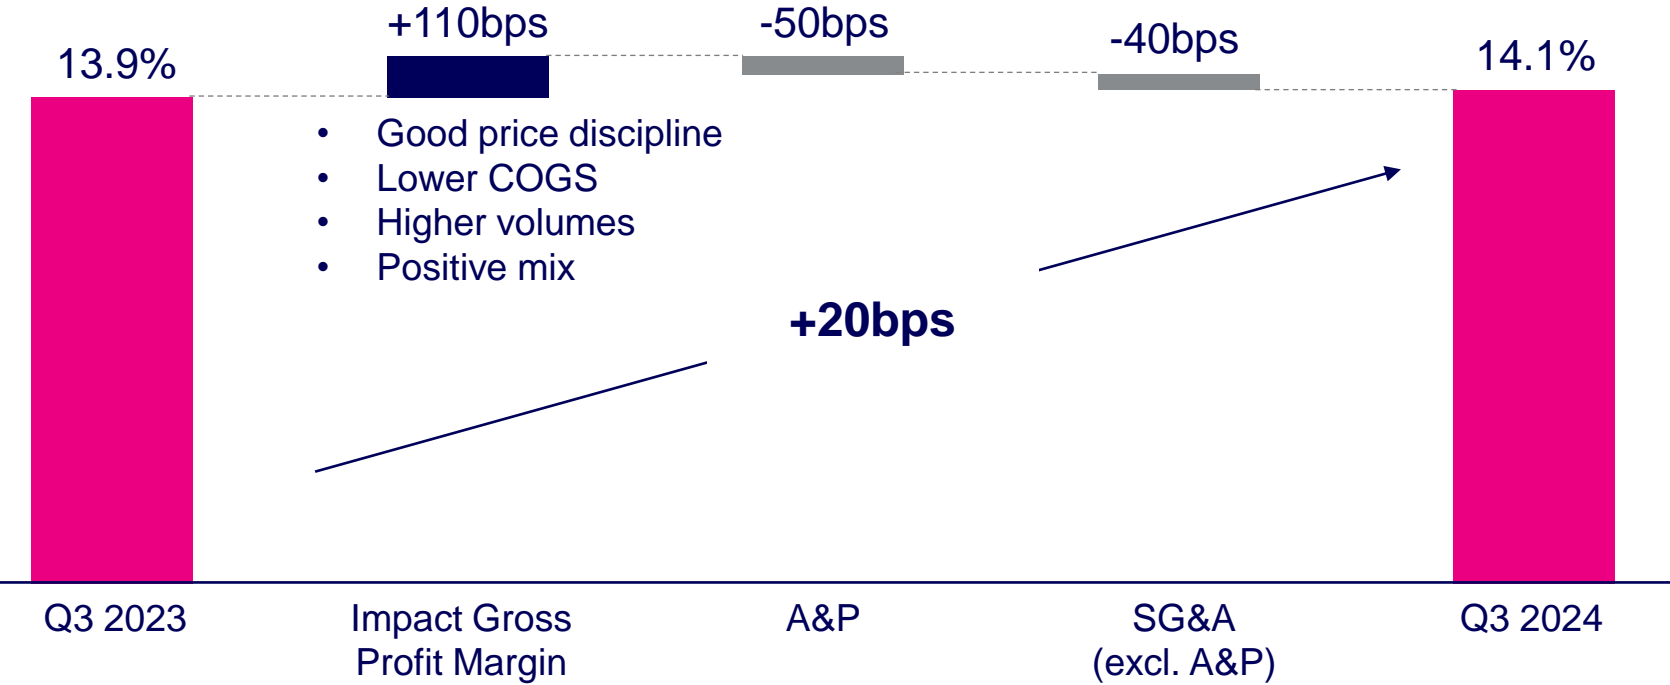 +110bps
-50bps
-40bps
13.9%
14.1%
• Good price discipline
• Lower COGS
• Higher volumes
• Positive mix
+20bps
Q3 2023
Impact Gross
Profit Margin
A&P
SG&A
(excl. A&P)
Q3 2024